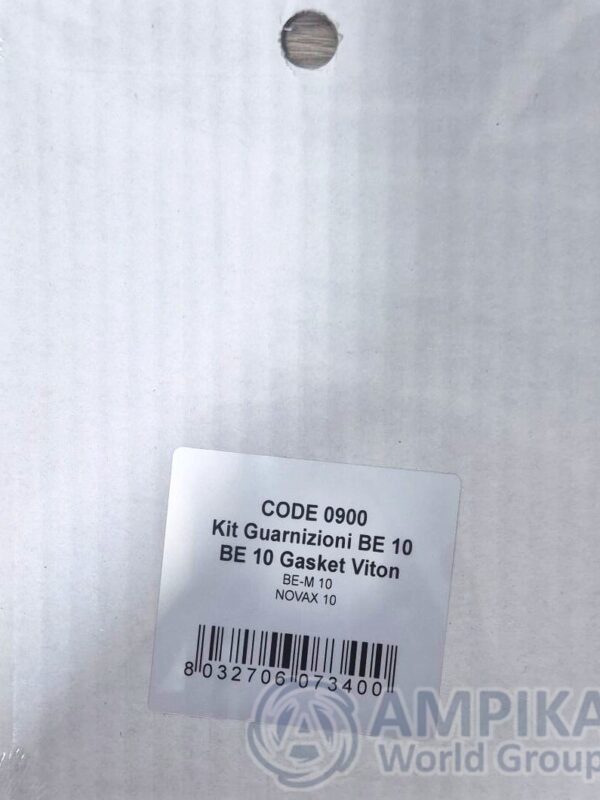 CODE 0900
Kit Guarnizioni BE 10
BE 10 Gasket Viton
BE-M 10
NOVAX 10
8 032706 073400
AMPIKA
World Group